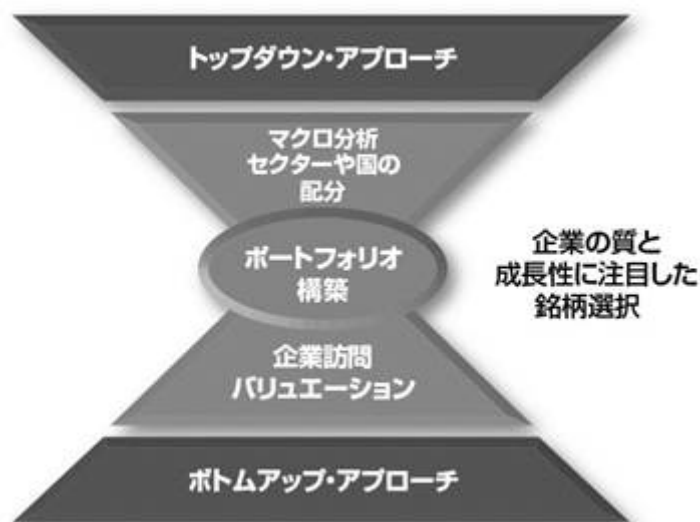 トップダウン・アプローチ
マクロ分析
セクターや国の
配分
ポートフォリオ
構築
企業の質と
成長性に注目した
銘柄選択
企業訪問
バリュエーション
ボトムアップ・アプローチ